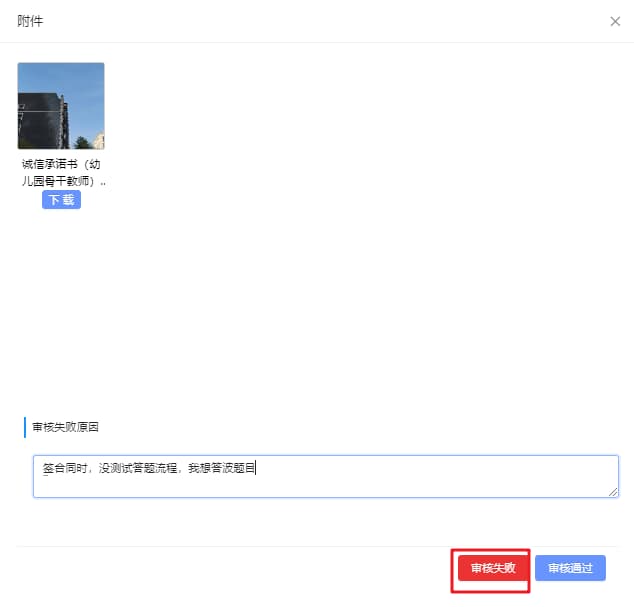 附件
诚信承诺书（幼
儿园骨干教师）..
下载
审核失败原因
签合同时，没测试答题流程，我想答波题目
审核失败
审核通过